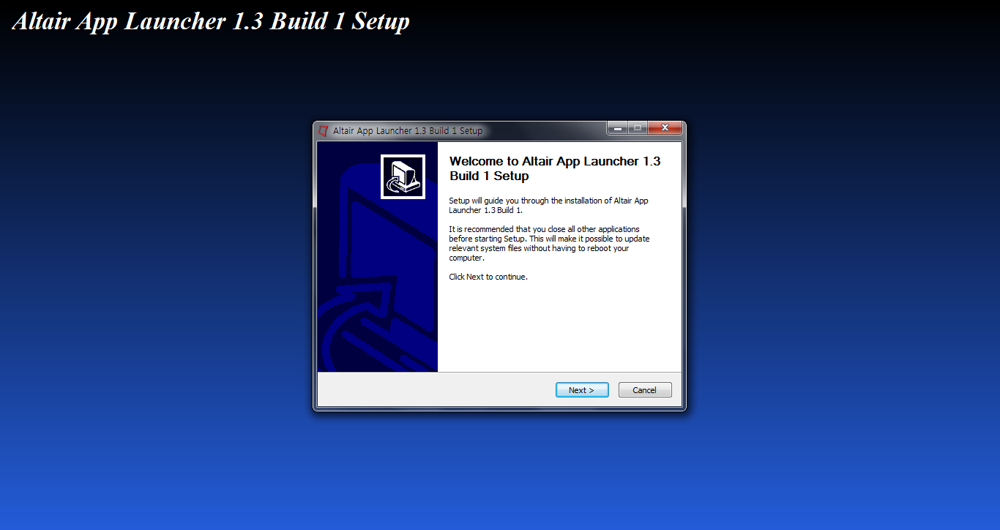 Altair App Launcher 1.3 Build 1 Setup
Altair App Launcher 1.3 Build 1 Setup
Welcome to Altair App Launcher 1.3
Build 1 Setup
Setup will guide you through the installation of Altair App
Launcher 1.3 Build 1.
It is recommended that you close all other applications
before starting Setup. This will make it possible to update
relevant system files without having to reboot your
computer.
Click Next to continue.
Next >
Cancel